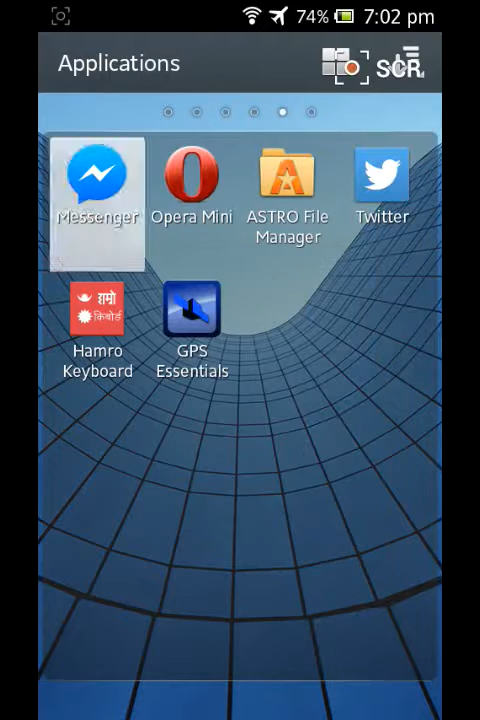 74% 7:02 pm
Applications
SCR
Messenger
Opera Mini
ASTRO File
Manager
Twitter
हाम्रो
किबोर्ड
Hamro
Keyboard
GPS
Essentials